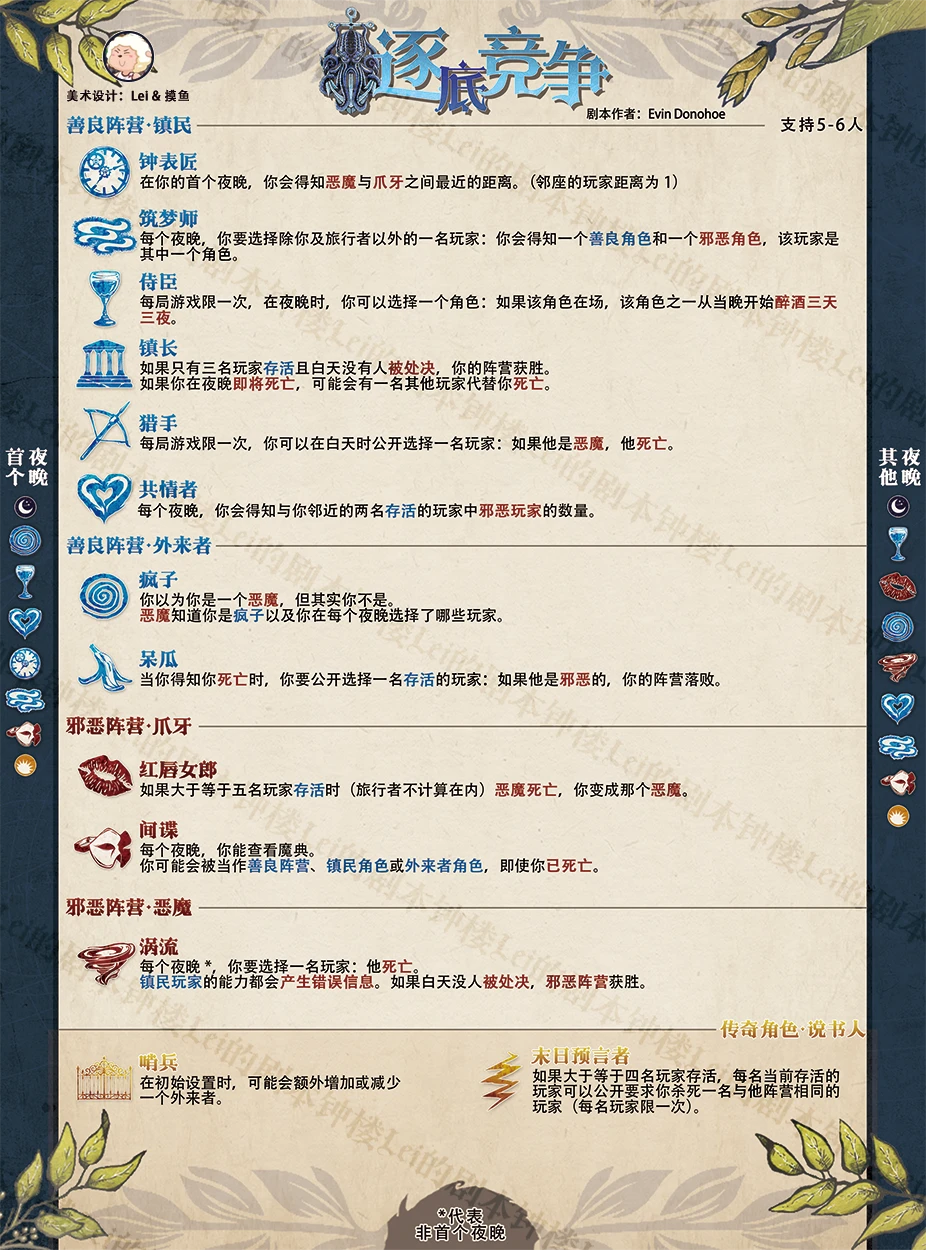 逐底竞争
美术设计：Lei & 摸鱼
剧本作者：Evin Donohoe
善良阵营·镇民
支持5-6人
钟表匠
在你的首个夜晚，你会得知恶魔与爪牙之间最近的距离。（邻座的玩家距离为 1）
筑梦师
每个夜晚，你要选择除你及旅行者以外的一名玩家：你会得知一个善良角色和一个邪恶角色，该玩家是
其中一个角色。
侍臣
每局游戏限一次，在夜晚时，你可以选择一个角色：如果该角色在场，该角色之一从当晚开始醉酒三天
三夜。
镇长
如果只有三名玩家存活且白天没有人被处决，你的阵营获胜。
如果你在夜晚即将死亡，可能会有一名其他玩家代替你死亡。
猎手
每局游戏限一次，你可以在白天时公开选择一名玩家：如果他是恶魔，他死亡。
共情者
每个夜晚，你会得知与你邻近的两名存活的玩家中邪恶玩家的数量。
善良阵营·外来者
疯子
你以为你是一个恶魔，但其实你不是。
恶魔知道你是疯子以及你在每个夜晚选择了哪些玩家。
呆瓜
当你得知你死亡时，你要公开选择一名存活的玩家：如果他是邪恶的，你的阵营落败。
邪恶阵营·爪牙
红唇女郎
如果大于等于五名玩家存活时（旅行者不计算在内）恶魔死亡，你变成那个恶魔。
间谍
每个夜晚，你能查看魔典。
你可能会被当作善良阵营、镇民角色或外来者角色，即使你已死亡。
邪恶阵营·恶魔
涡流
每个夜晚*，你要选择一名玩家：他死亡。
镇民玩家的能力都会产生错误信息。如果白天没人被处决，邪恶阵营获胜。
传奇角色·说书人
哨兵
在初始设置时，可能会额外增加或减少
一个外来者。
末日预言者
如果大于等于四名玩家存活，每名当前存活的
玩家可以公开要求你杀死一名与他阵营相同的
玩家（每名玩家限一次）。
首个夜晚
其他夜晚
*代表
非首个夜晚